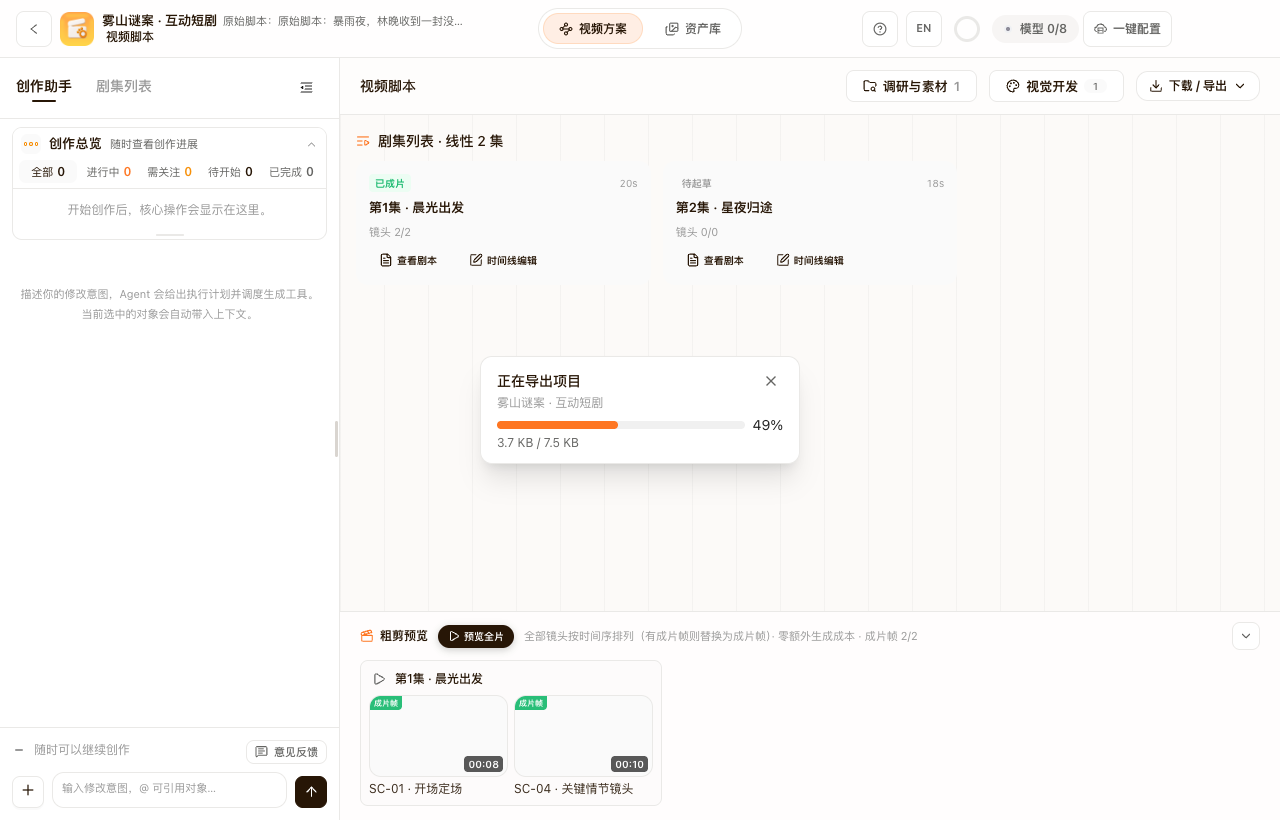 雾山谜案 · 互动短剧 原始脚本：原始脚本：暴雨夜，林晚收到一封没...
视频脚本
视频方案
资产库
EN
模型 0/8
一键配置
创作助手
剧集列表
视频脚本
调研与素材 1
视觉开发 1
下载 / 导出
创作总览 随时查看创作进展
全部 0
进行中 0
需关注 0
待开始 0
已完成 0
开始创作后，核心操作会显示在这里。
描述你的修改意图，Agent 会给出执行计划并调度生成工具。
当前选中的对象会自动带入上下文。
剧集列表 · 线性 2 集
已成片 20s
第1集 · 晨光出发
镜头 2/2
查看剧本 时间线编辑
待起草 18s
第2集 · 星夜归途
镜头 0/0
查看剧本 时间线编辑
正在导出项目
雾山谜案 · 互动短剧
49%
3.7 KB / 7.5 KB
粗剪预览 预览全片 全部镜头按时间序排列（有成片帧则替换为成片帧）· 零额外生成成本 · 成片帧 2/2
第1集 · 晨光出发
成片帧 00:08
SC-01 · 开场定场
成片帧 00:10
SC-04 · 关键情节镜头
随时可以继续创作
意见反馈
输入修改意图，@ 可引用对象...